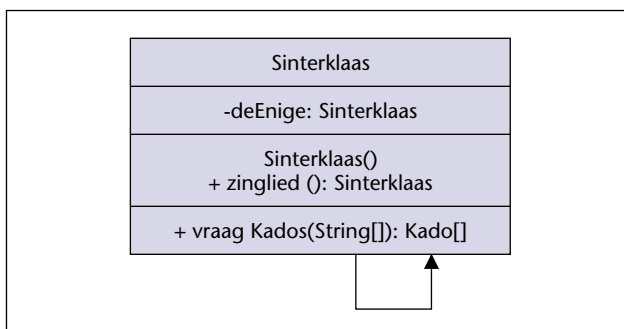 Sinterklaas
-deEnige: Sinterklaas
Sinterklaas()
+ zinglied (): Sinterklaas
+ vraag Kados(String[]): Kado[]